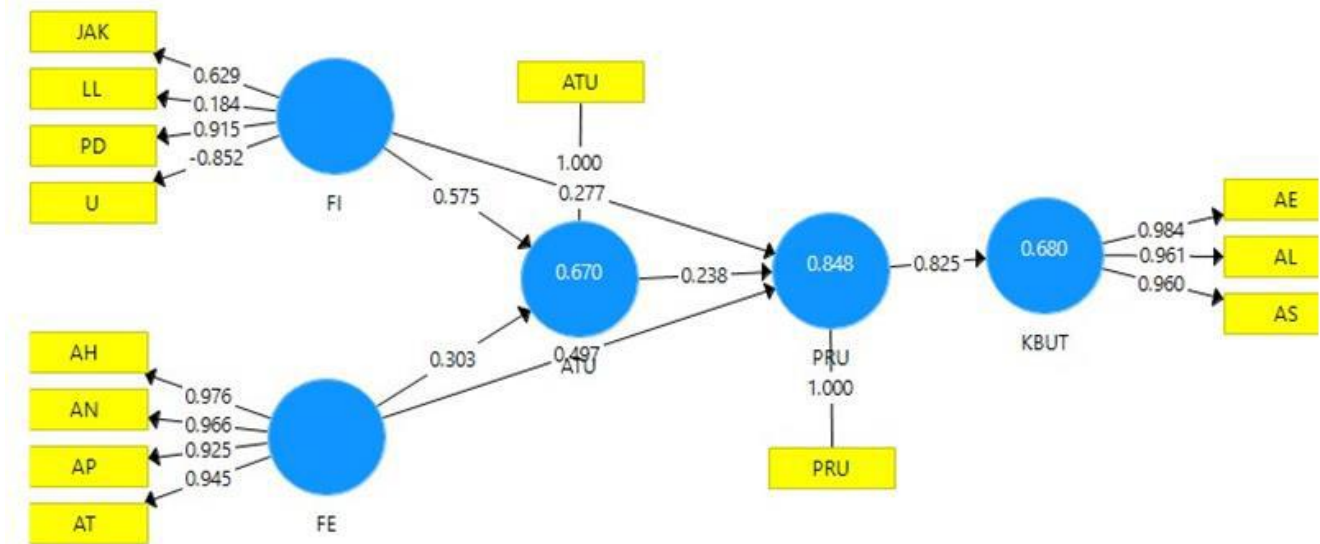 JAK
LL
PD
U
0.629
0.184
0.915
-0.852
FI
ATU
1.000
0.277
0.575
0.670
ATU
0.238
0.303
0.497
AH
AN
AP
AT
0.976
0.966
0.925
0.945
FE
0.848
PRU
1.000
PRU
0.825
0.680
KBUT
0.984
0.961
0.960
AE
AL
AS